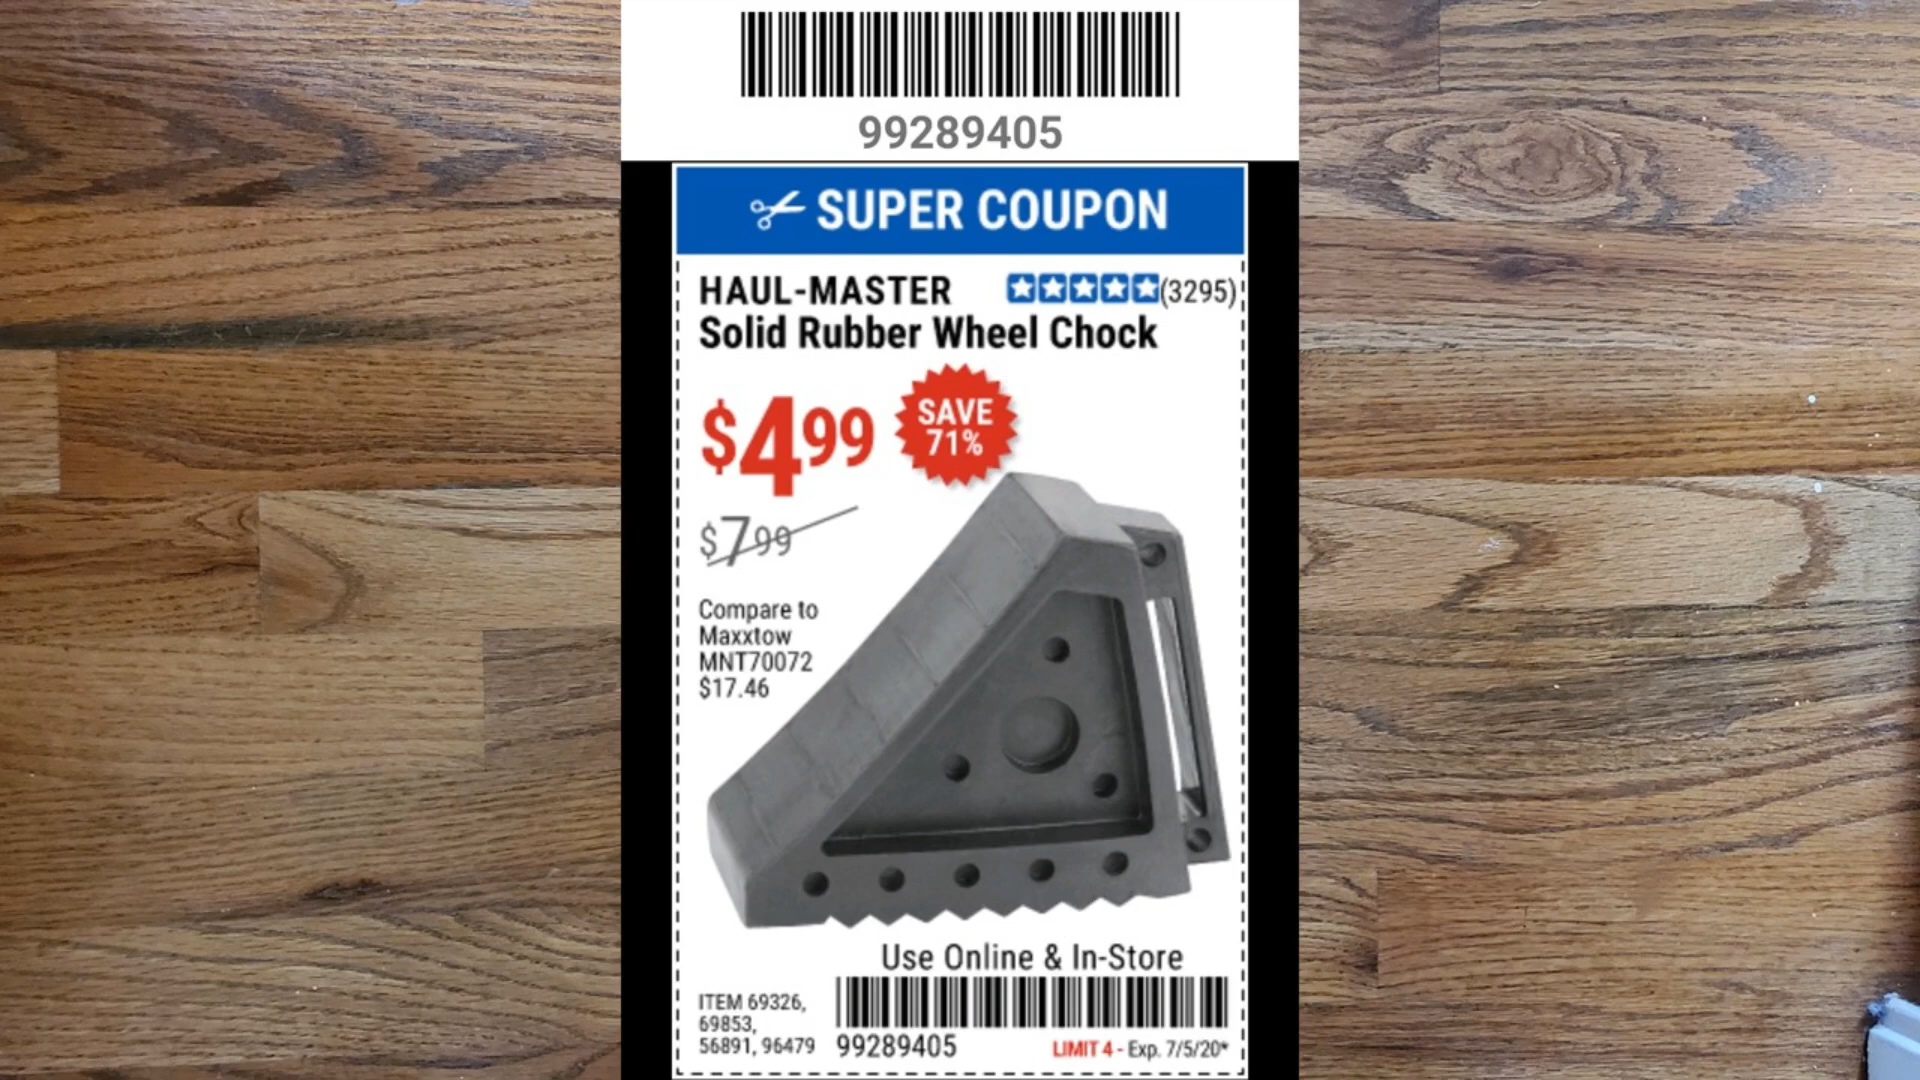 99289405
SUPER COUPON
HAUL-MASTER (3295)
Solid Rubber Wheel Chock
$4.99
SAVE
71%
$7.99
Compare to
Maxxtow
MNT70072
$17.46
Use Online & In-Store
ITEM 69326,
69853,
56891, 96479
99289405
LIMIT 4 - Exp. 7/5/20*